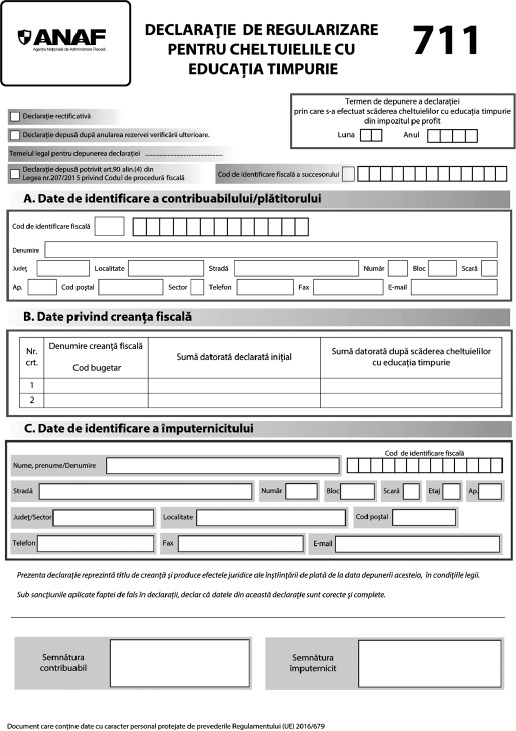 ANAF
Agenția Națională de Administrare Fiscală
DECLARAŢIE DE REGULARIZARE
PENTRU CHELTUIELILE CU
EDUCAȚIA TIMPURIE
711
Termen de depunere a declarației
prin care s-a efectuat scăderea cheltuielilor cu educația timpurie
din impozitul pe profit
Luna
Anul
Declarație rectificativă
Declarație depusă după anularea rezervei verificării ulterioare.
Temeiul legal pentru depunerea declarației ..........................................
Declarație depusă potrivit art.90 alin.(4) din
Legea nr.207/2015 privind Codul de procedură fiscală
Cod de identificare fiscală a succesorului
A. Date de identificare a contribuabilului/plătitorului
Cod de identificare fiscală
Denumire
Județ
Localitate
Stradă
Număr
Bloc
Scară
Ap.
Cod poștal
Sector
Telefon
Fax
E-mail
B. Date privind creanța fiscală
Nr.
crt.
Denumire creanță fiscală
Cod bugetar
Sumă datorată declarată inițial
Sumă datorată după scăderea cheltuielilor
cu educația timpurie
1
2
C. Date de identificare a împuternicitului
Cod de identificare fiscală
Nume, prenume/Denumire
Stradă
Număr
Bloc
Scară
Etaj
Ap.
Județ/Sector
Localitate
Cod poștal
Telefon
Fax
E-mail
Prezenta declarație reprezintă titlu de creanță și produce efectele juridice ale înștiințării de plată de la data depunerii acesteia, în condițiile legii.
Sub sancțiunile aplicate faptei de fals în declarații, declar că datele din această declarație sunt corecte și complete.
Semnătura
contribuabil
Semnătura
împuternicit
Document care conține date cu caracter personal protejate de prevederile Regulamentului (UE) 2016/679